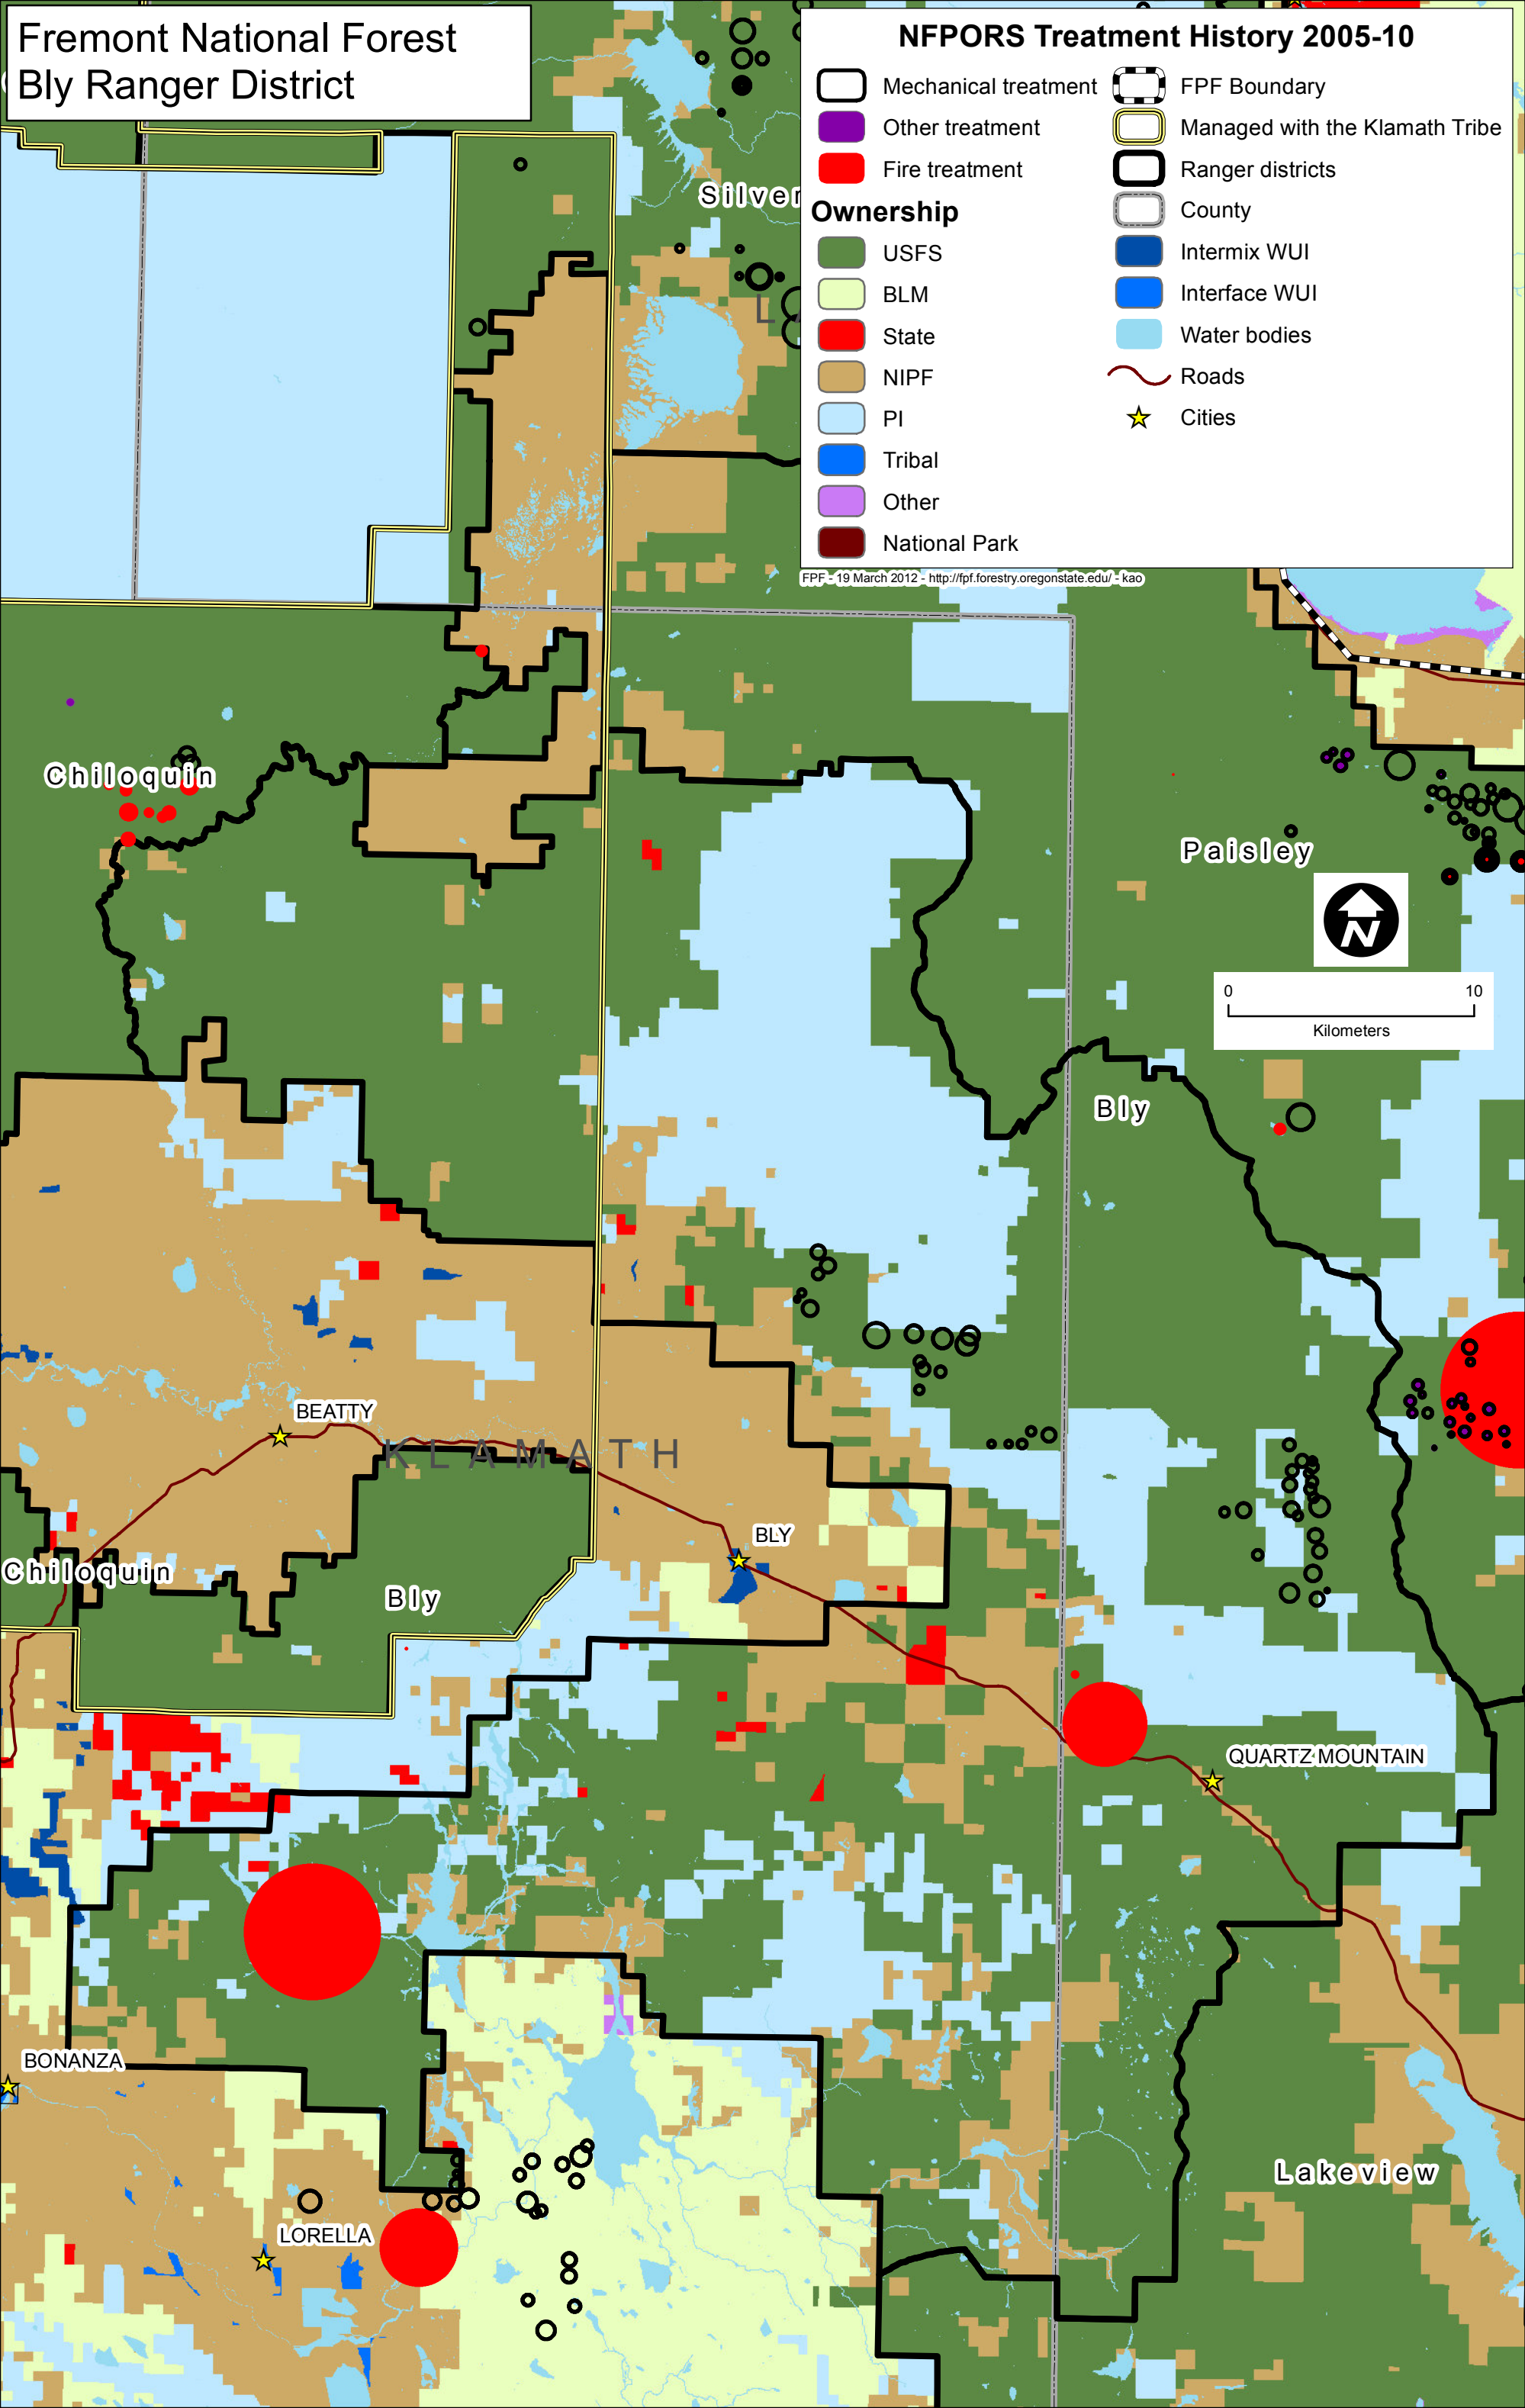 Fremont National Forest
Bly Ranger District
NFPORS Treatment History 2005-10
Mechanical treatment
Other treatment
Fire treatment
Ownership
USFS
BLM
State
NIPF
PI
Tribal
Other
National Park
FPF Boundary
Managed with the Klamath Tribe
Ranger districts
County
Intermix WUI
Interface WUI
Water bodies
Roads
Cities
FPF - 19 March 2012 - http://fpf.forestry.oregonstate.edu/ - kao
Silver
L
Chiloquin
Paisley
N
0 10
Kilometers
Bly
BEATTY
KLAMATH
BLY
Chiloquin
Bly
QUARTZ MOUNTAIN
BONANZA
Lakeview
LORELLA